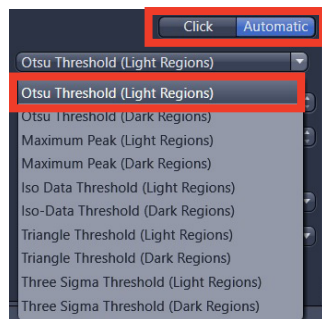 Click Automatic
Otsu Threshold (Light Regions)
Otsu Threshold (Light Regions)
Otsu Threshold (Dark Regions)
Maximum Peak (Light Regions)
Maximum Peak (Dark Regions)
Iso Data Threshold (Light Regions)
Iso-Data Threshold (Dark Regions)
Triangle Threshold (Light Regions)
Triangle Threshold (Dark Regions)
Three Sigma Threshold (Light Regions)
Three Sigma Threshold (Dark Regions)